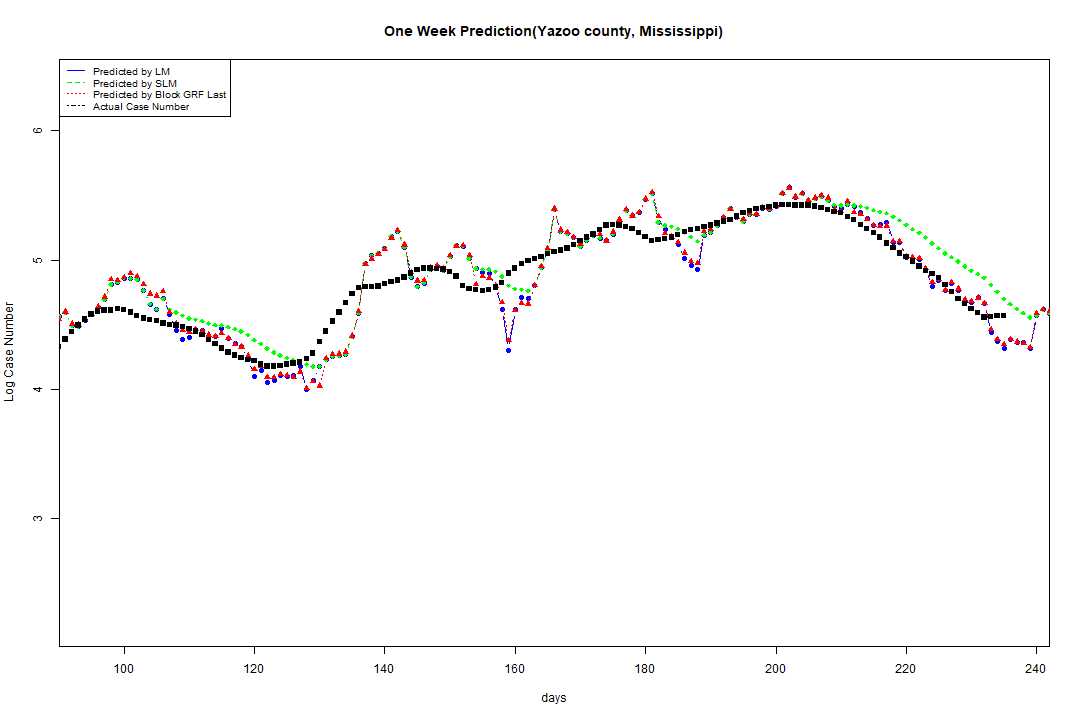 One Week Prediction(Yazoo county, Mississippi)
Predicted by LM
Predicted by SLM
Predicted by Block GRF Last
Actual Case Number
Log Case Number
6
5
4
3
100 120 140 160 180 200 220 240
days